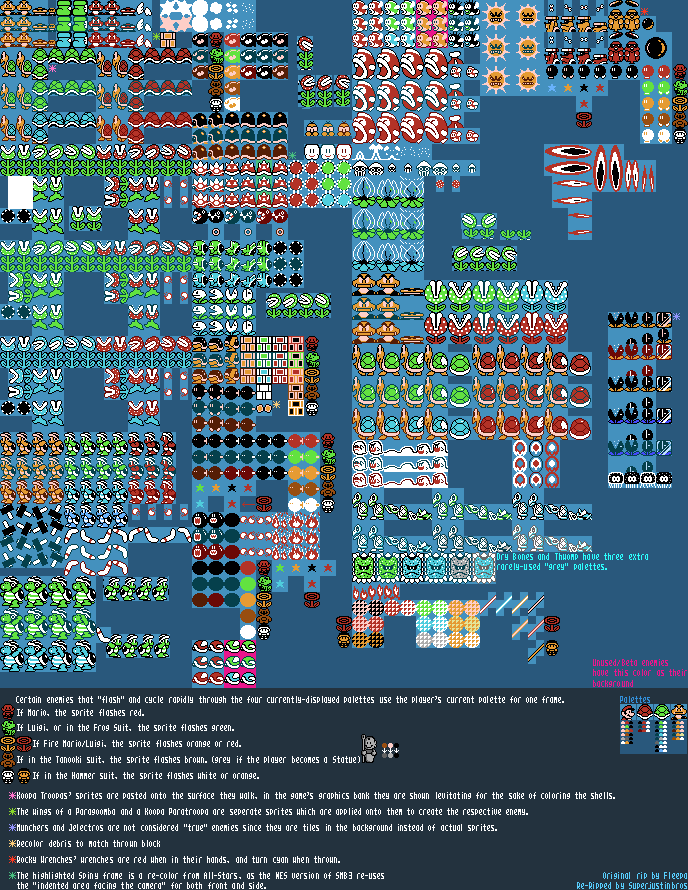 Dry Bones and Thwomp have three extra
rarely-used "grey" palettes.
Unused/Beta enemies
have this color as their
background
Certain enemies that "flash" and cycle rapidly through the four currently-displayed palettes use the player's current palette for one frame.
If Mario, the sprite flashes red.
If Luigi, or in the Frog Suit, the sprite flashes green.
If Fire Mario/Luigi, the sprite flashes orange or red.
If in the Tanooki suit, the sprite flashes brown, (grey if the player becomes a Statue)
If in the Hammer suit, the sprite flashes white or orange.
Palettes
*Koopa Troopas' sprites are pasted onto the surface they walk, in the game's graphics bank they are shown levitating for the sake of coloring the shells.
*The wings of a Paragoomba and a Koopa Paratroopa are seperate sprites which are applied onto them to create the respective enemy.
*Munchers and Jelectros are not considered "true" enemies since they are tiles in the background instead of actual sprites.
*Recolor debris to match thrown block
*Rocky Wrenches' wrenches are red when in their hands, and turn cyan when thrown.
*The highlighted Spiny frame is a re-color from All-Stars, as the NES version of SMB3 re-uses
the "indented area facing the camera" for both front and side.
Original rip by Fleepa
Re-Ripped by Superjustinbros